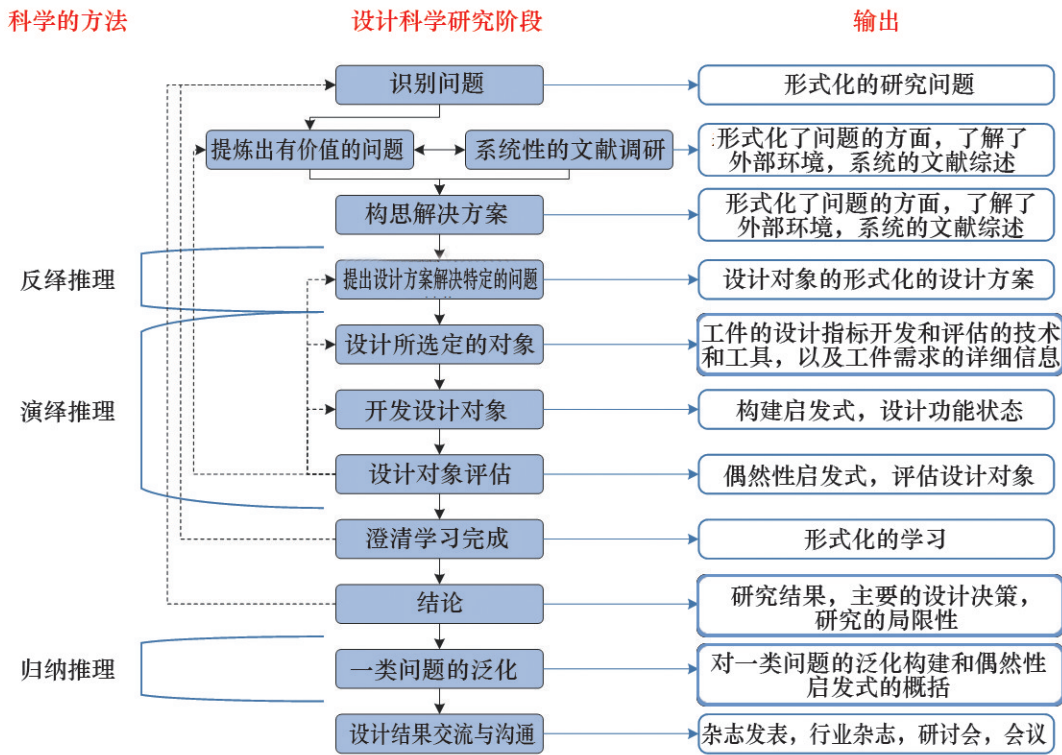 科学的方法
设计科学研究阶段
输出
识别问题
形式化的研究问题
提炼出有价值的问题
系统性的文献调研
:形式化了问题的方面，了解了
外部环境，系统的文献综述
构思解决方案
形式化了问题的方面，了解了
外部环境，系统的文献综述
反绎推理
提出设计方案解决特定的问题
设计对象的形式化的设计方案
设计所选定的对象
工件的设计指标开发和评估的技术
和工具，以及工件需求的详细信息
演绎推理
开发设计对象
构建启发式，设计功能状态
设计对象评估
偶然性启发式，评估设计对象
澄清学习完成
形式化的学习
结论
研究结果，主要的设计决策，
研究的局限性
归纳推理
一类问题的泛化
对一类问题的泛化构建和偶然性
启发式的概括
设计结果交流与沟通
杂志发表，行业杂志，研讨会，会议